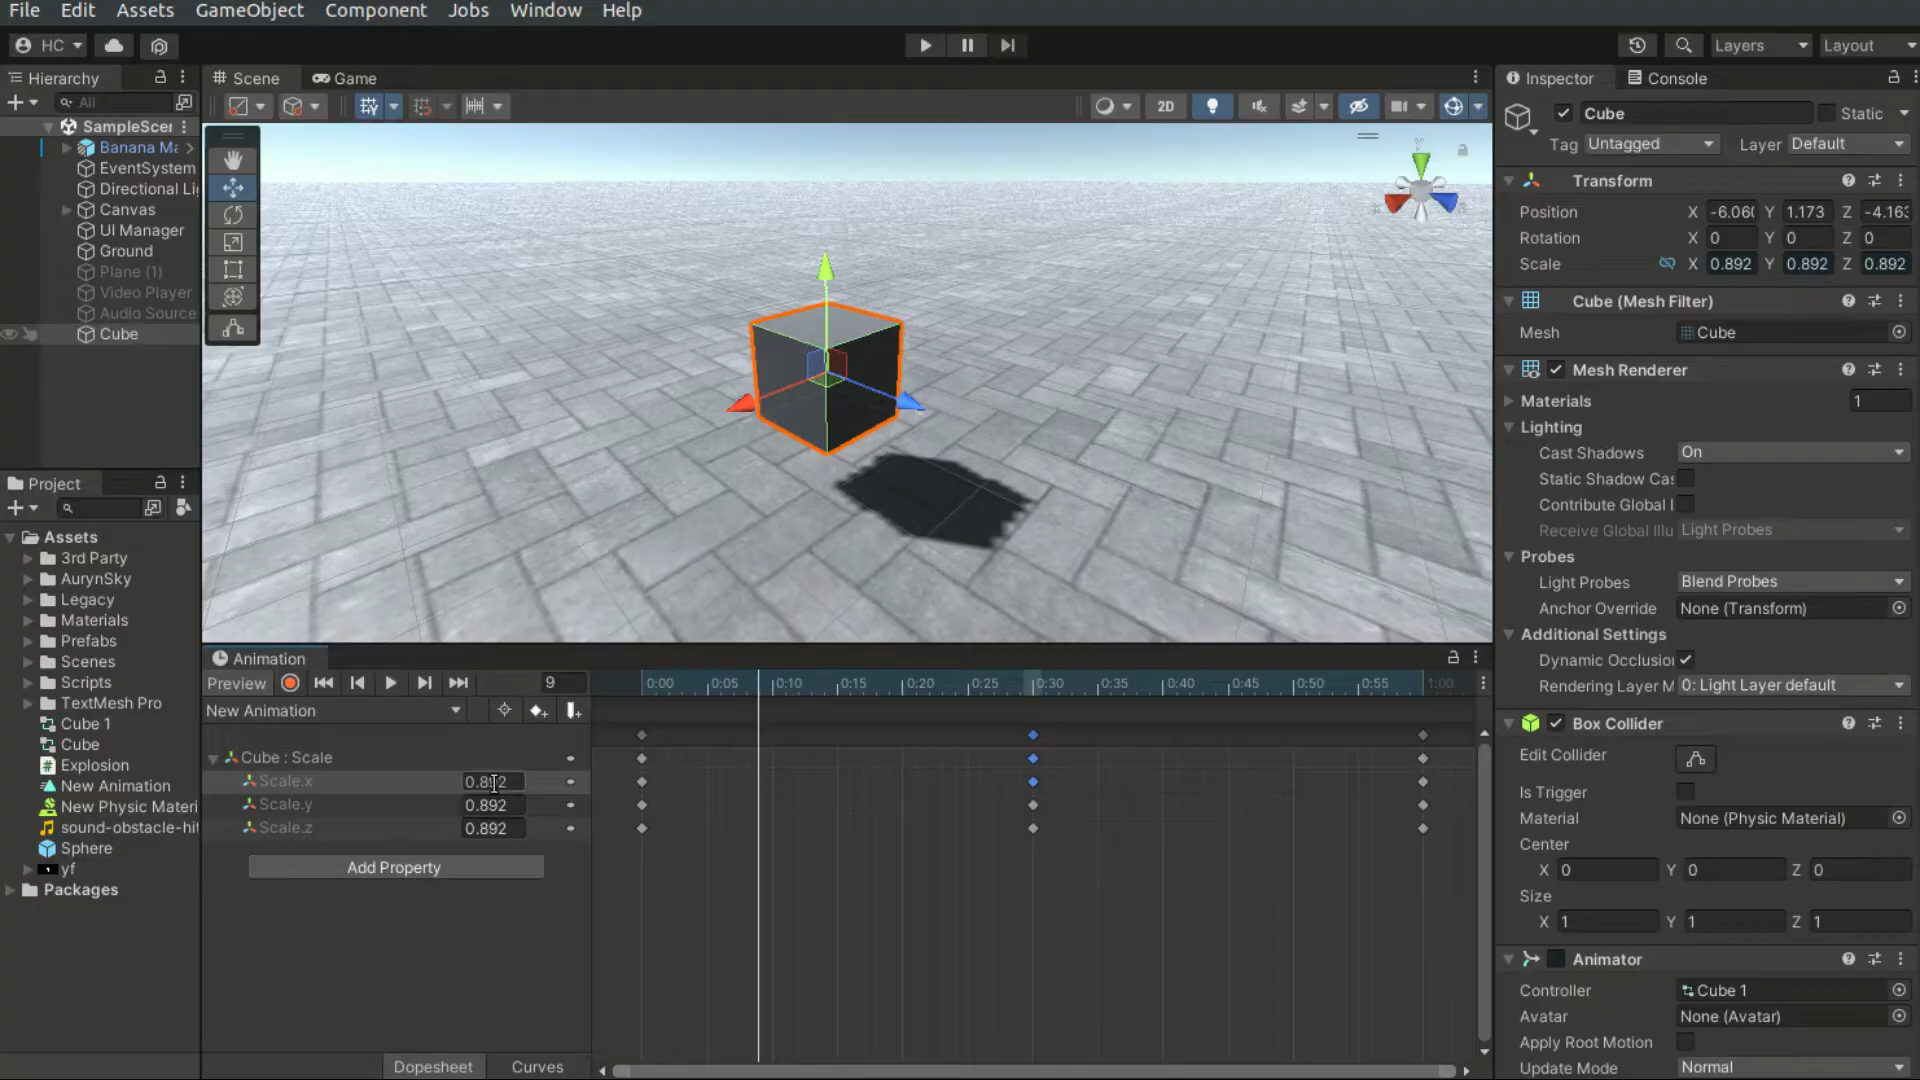 File Edit Assets GameObject Component Jobs Window Help
HC Layers Layout
Hierarchy
All
SampleScer
Banana Ma
EventSystem
Directional Li
Canvas
UI Manager
Ground
Plane (1)
Video Player
Audio Source
Cube
Scene Game
2D
Inspector Console
Cube Static
Tag Untagged Layer Default
Transform
Position X -6.06( Y 1.173 Z -4.163
Rotation X 0 Y 0 Z 0
Scale X 0.892 Y 0.892 Z 0.892
Cube (Mesh Filter)
Mesh Cube
Mesh Renderer
Materials 1
Lighting
Cast Shadows On
Static Shadow Cas
Contribute Global I
Receive Global Illu Light Probes
Probes
Light Probes Blend Probes
Anchor Override None (Transform)
Additional Settings
Dynamic Occlusion
Rendering Layer M 0: Light Layer default
Box Collider
Edit Collider
Is Trigger
Material None (Physic Material)
Center
X 0 Y 0 Z 0
Size
X 1 Y 1 Z 1
Animator
Controller Cube 1
Avatar None (Avatar)
Apply Root Motion
Update Mode Normal
Project
Assets
3rd Party
AurynSky
Legacy
Materials
Prefabs
Scenes
Scripts
TextMesh Pro
Cube 1
Cube
Explosion
New Animation
New Physic Materi
sound-obstacle-hit
Sphere
yf
Packages
Animation
Preview 9 0:00 0:05 0:10 0:15 0:20 0:25 0:30 0:35 0:40 0:45 0:50 0:55 1:00
New Animation
Cube : Scale
Scale.x 0.892
Scale.y 0.892
Scale.z 0.892
Add Property
Dopesheet Curves